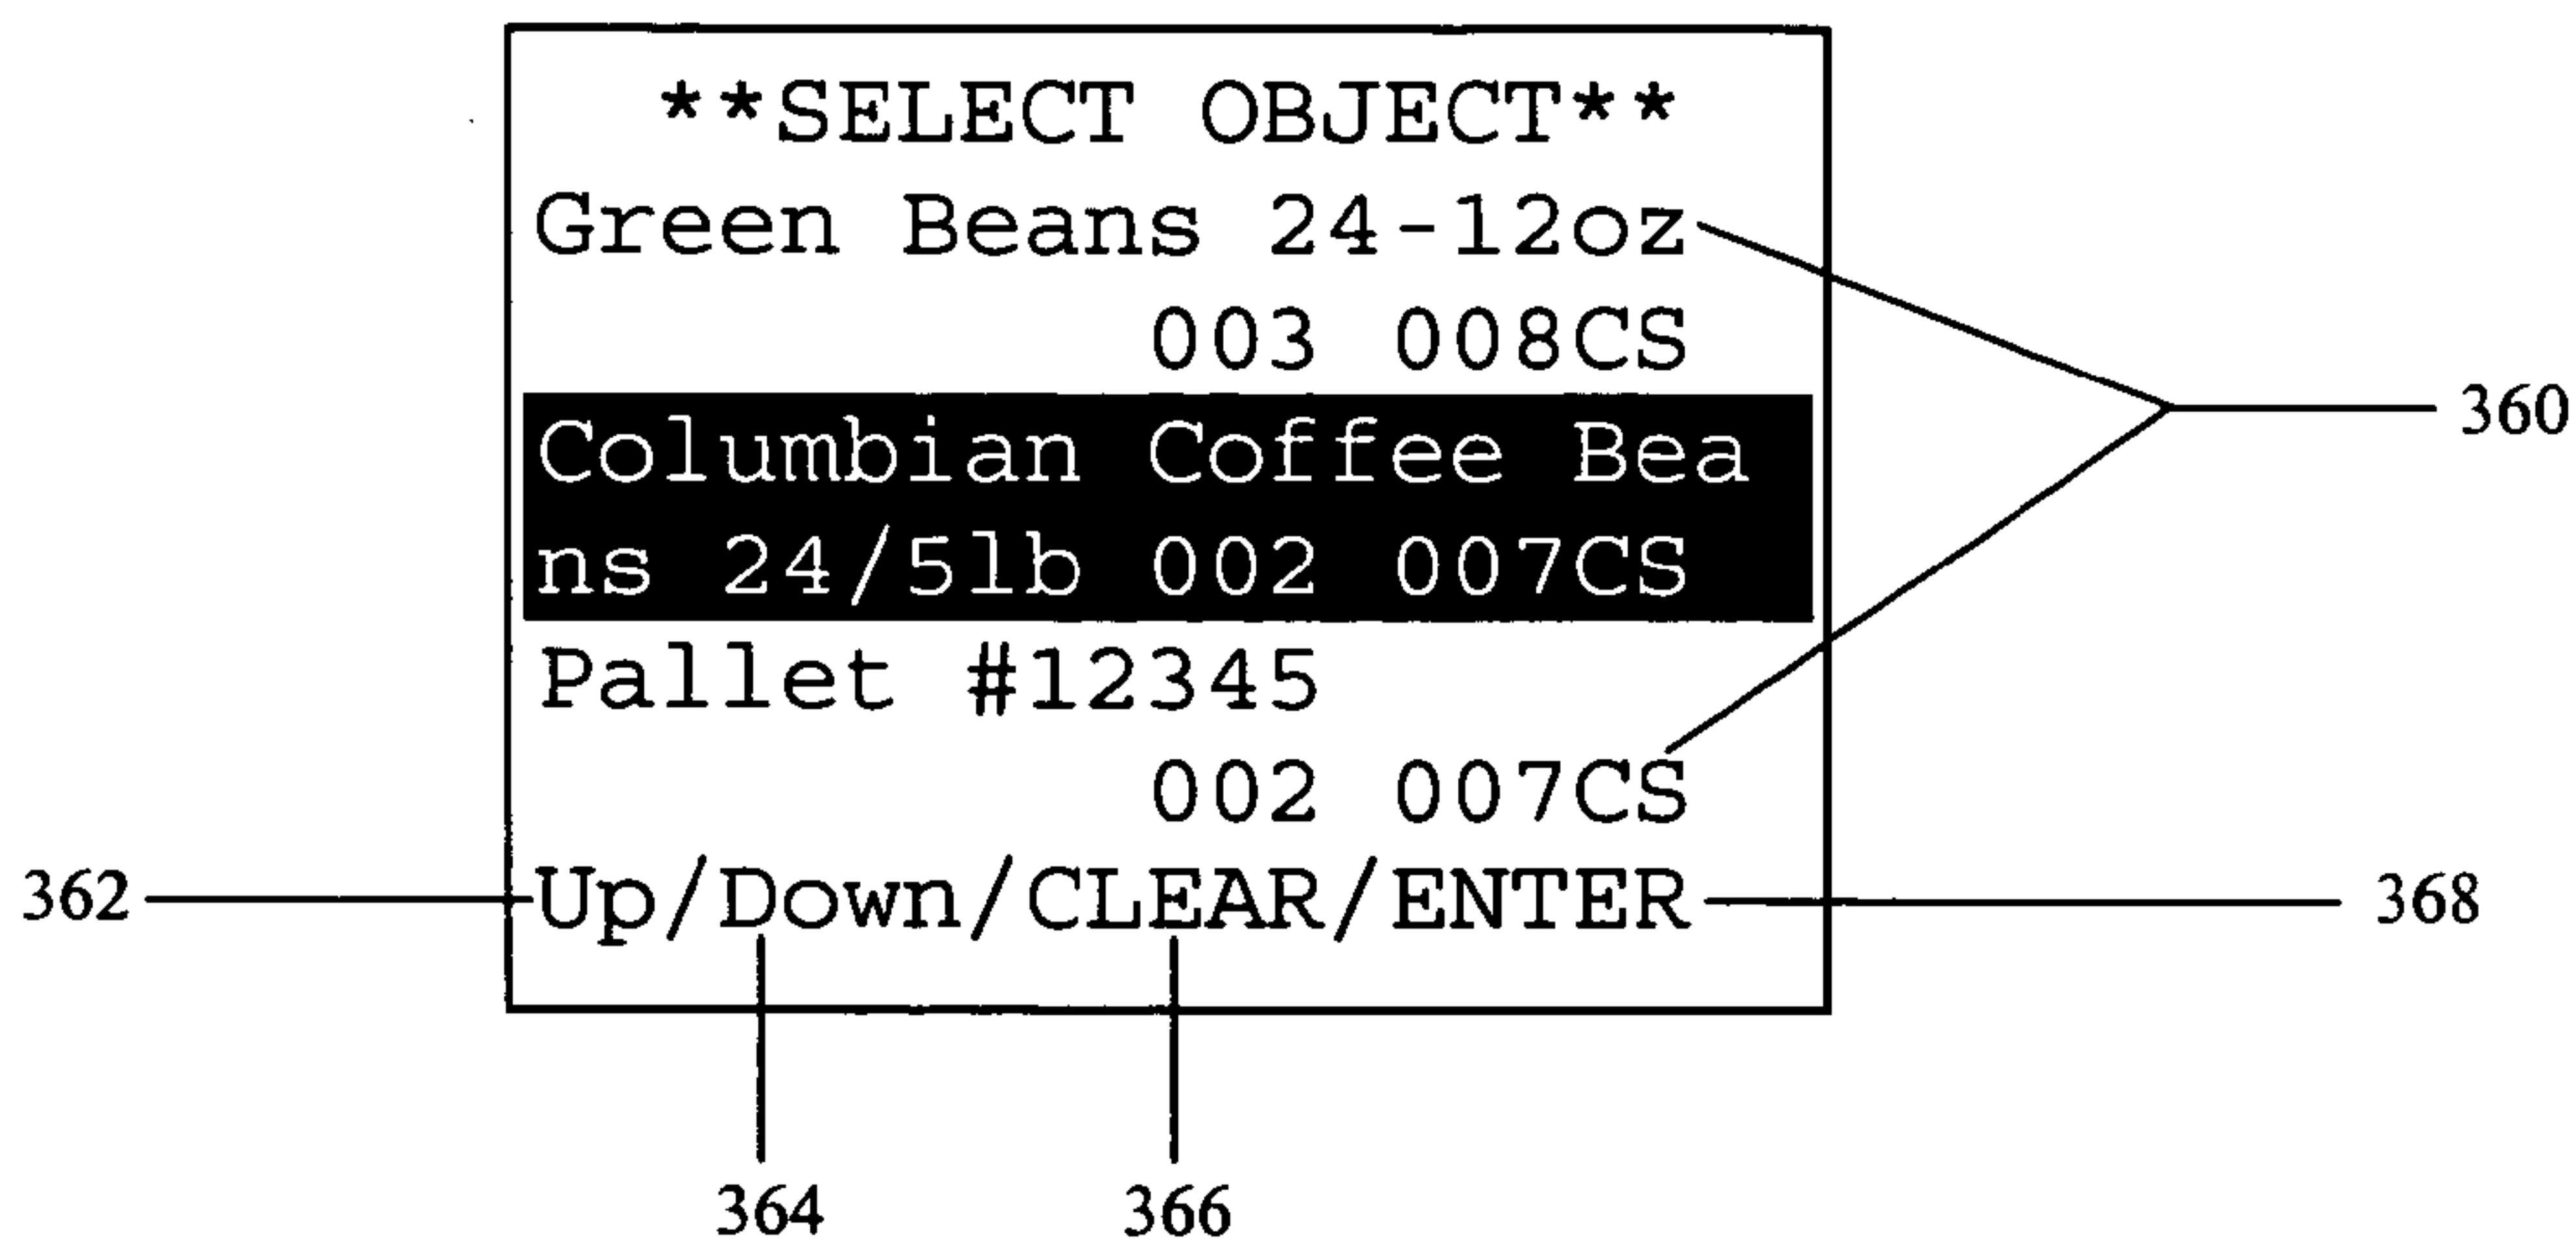 **SELECT OBJECT**
Green Beans 24-12oz
003 008CS
Columbian Coffee Bea
ns 24/5lb 002 007CS
Pallet #12345
002 007CS
Up/Down/CLEAR/ENTER
360
362
368
364
366